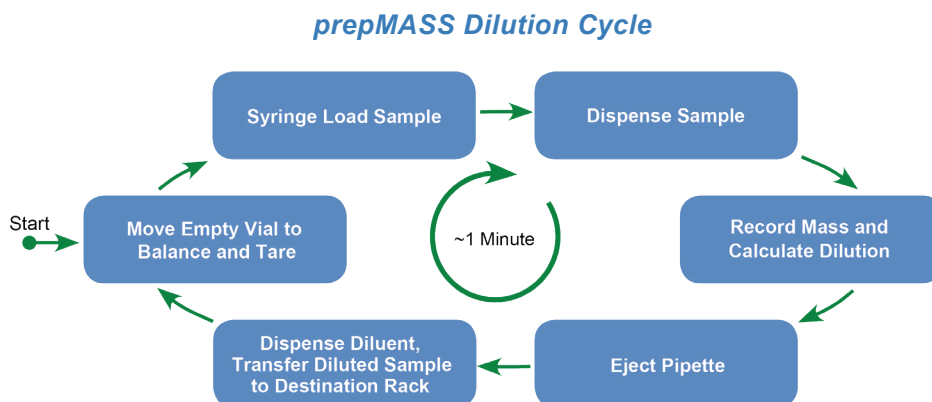 prepMASS Dilution Cycle
Syringe Load Sample
Dispense Sample
Start
Move Empty Vial to
Balance and Tare
~1 Minute
Record Mass and
Calculate Dilution
Dispense Diluent,
Transfer Diluted Sample
to Destination Rack
Eject Pipette